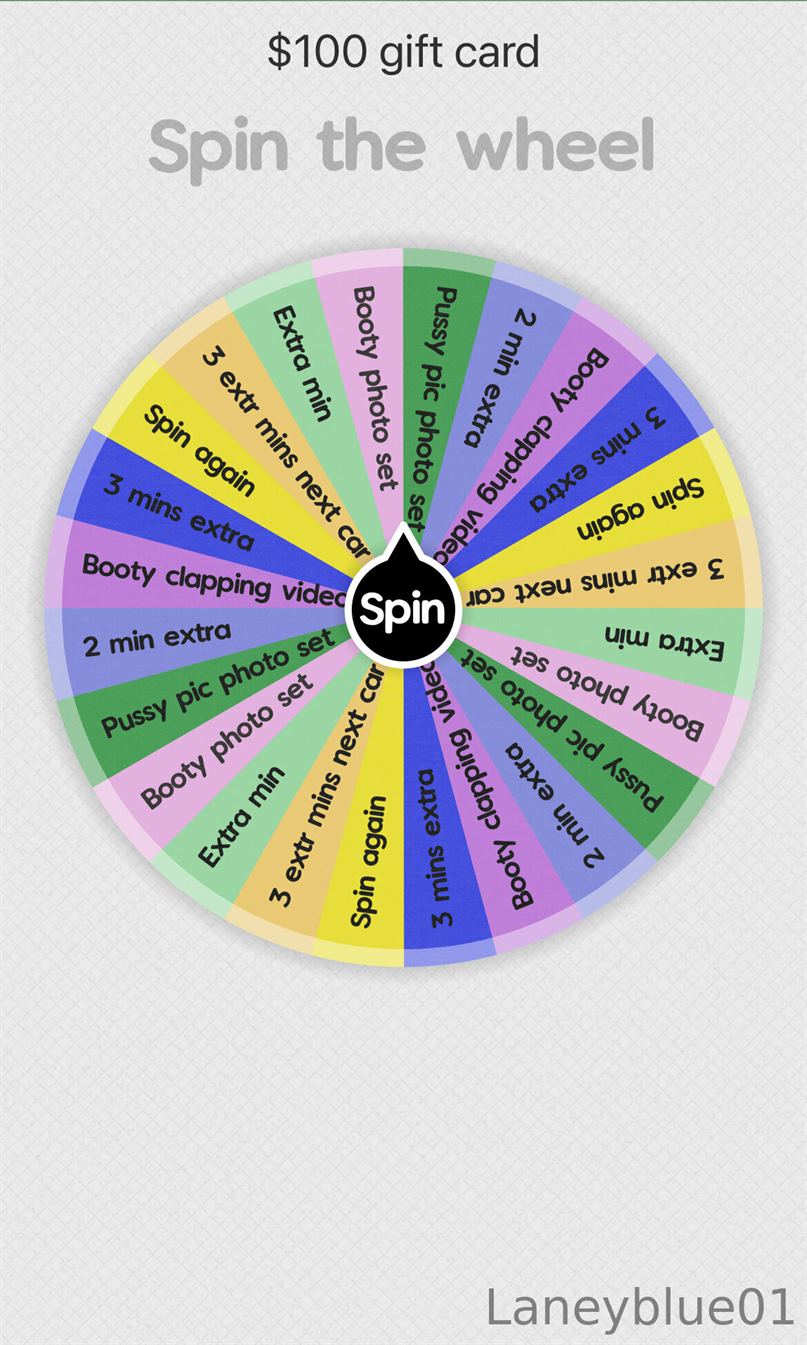 $100 gift card
Spin the wheel
Pussy pic photo set
2 min extra
Booty clapping video
3 mins extra
Spin again
3 extr mins next car
Extra min
Booty photo set
Pussy pic photo set
2 min extra
Booty clapping video
3 mins extra
Spin again
3 extr mins next car
Extra min
Booty photo set
Pussy pic photo set
2 min extra
Booty clapping video
3 mins extra
Spin again
3 extr mins next car
Extra min
Booty photo set
Spin
Laneyblue01